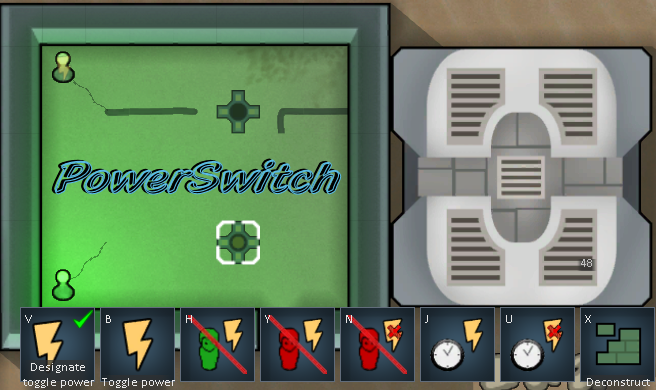 PowerSwitch
48
V B H Y N J U X
Designate
toggle power Toggle power Deconstruct